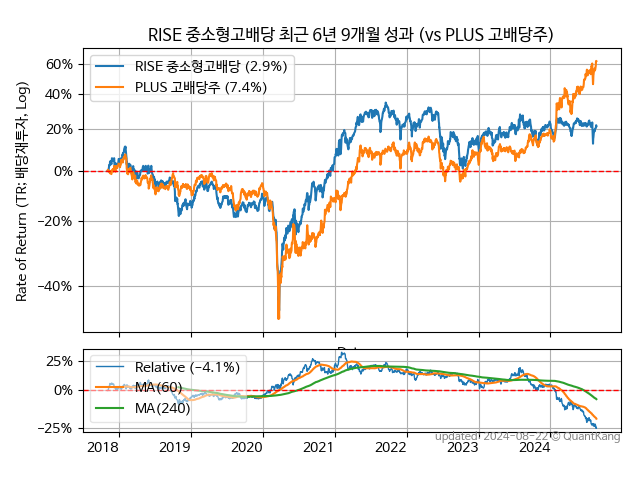 RISE 중소형고배당 최근 6년 9개월 성과 (vs PLUS 고배당주)
Rate of Return (TR: 배당재투자, Log)
60%
40%
20%
0%
−20%
−40%
RISE 중소형고배당 (2.9%)
PLUS 고배당주 (7.4%)
25%
0%
−25%
Relative (−4.1%)
MA(60)
MA(240)
2018 2019 2020 2021 2022 2023 2024
updated: 2024-08-22 © QuantKang